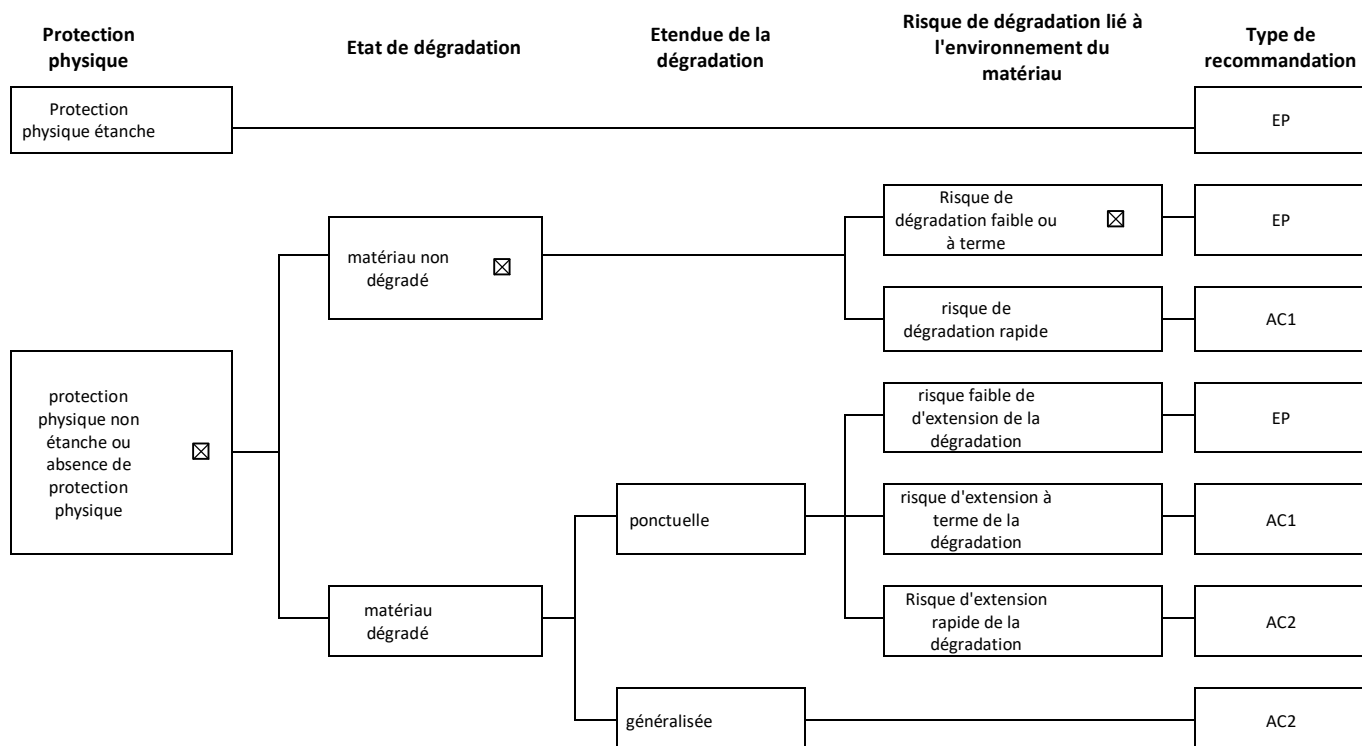 Protection
physique
Etat de dégradation
Etendue de la
dégradation
Risque de dégradation lié à
l'environnement du
matériau
Type de
recommandation
Protection
physique étanche
EP
matériau non
dégradé
☒
Risque de
dégradation faible ou
à terme
☒
EP
risque de
dégradation rapide
AC1
protection
physique non
étanche ou
absence de
protection
physique
☒
risque faible de
d'extension de la
dégradation
EP
ponctuelle
risque d'extension à
terme de la
dégradation
AC1
matériau
dégradé
Risque d'extension
rapide de la
dégradation
AC2
généralisée
AC2